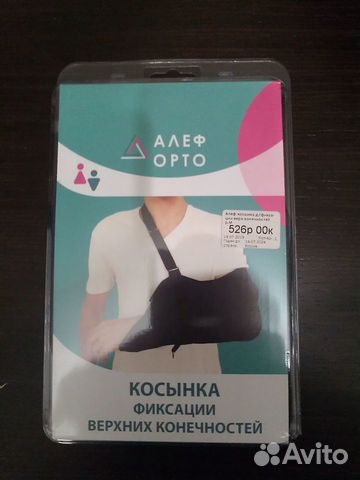 АЛЕФ
ОРТО
р-М
526р 00к
КОСЫНКА
ФИКСАЦИИ
ВЕРХНИХ КОНЕЧНОСТЕЙ
Avito